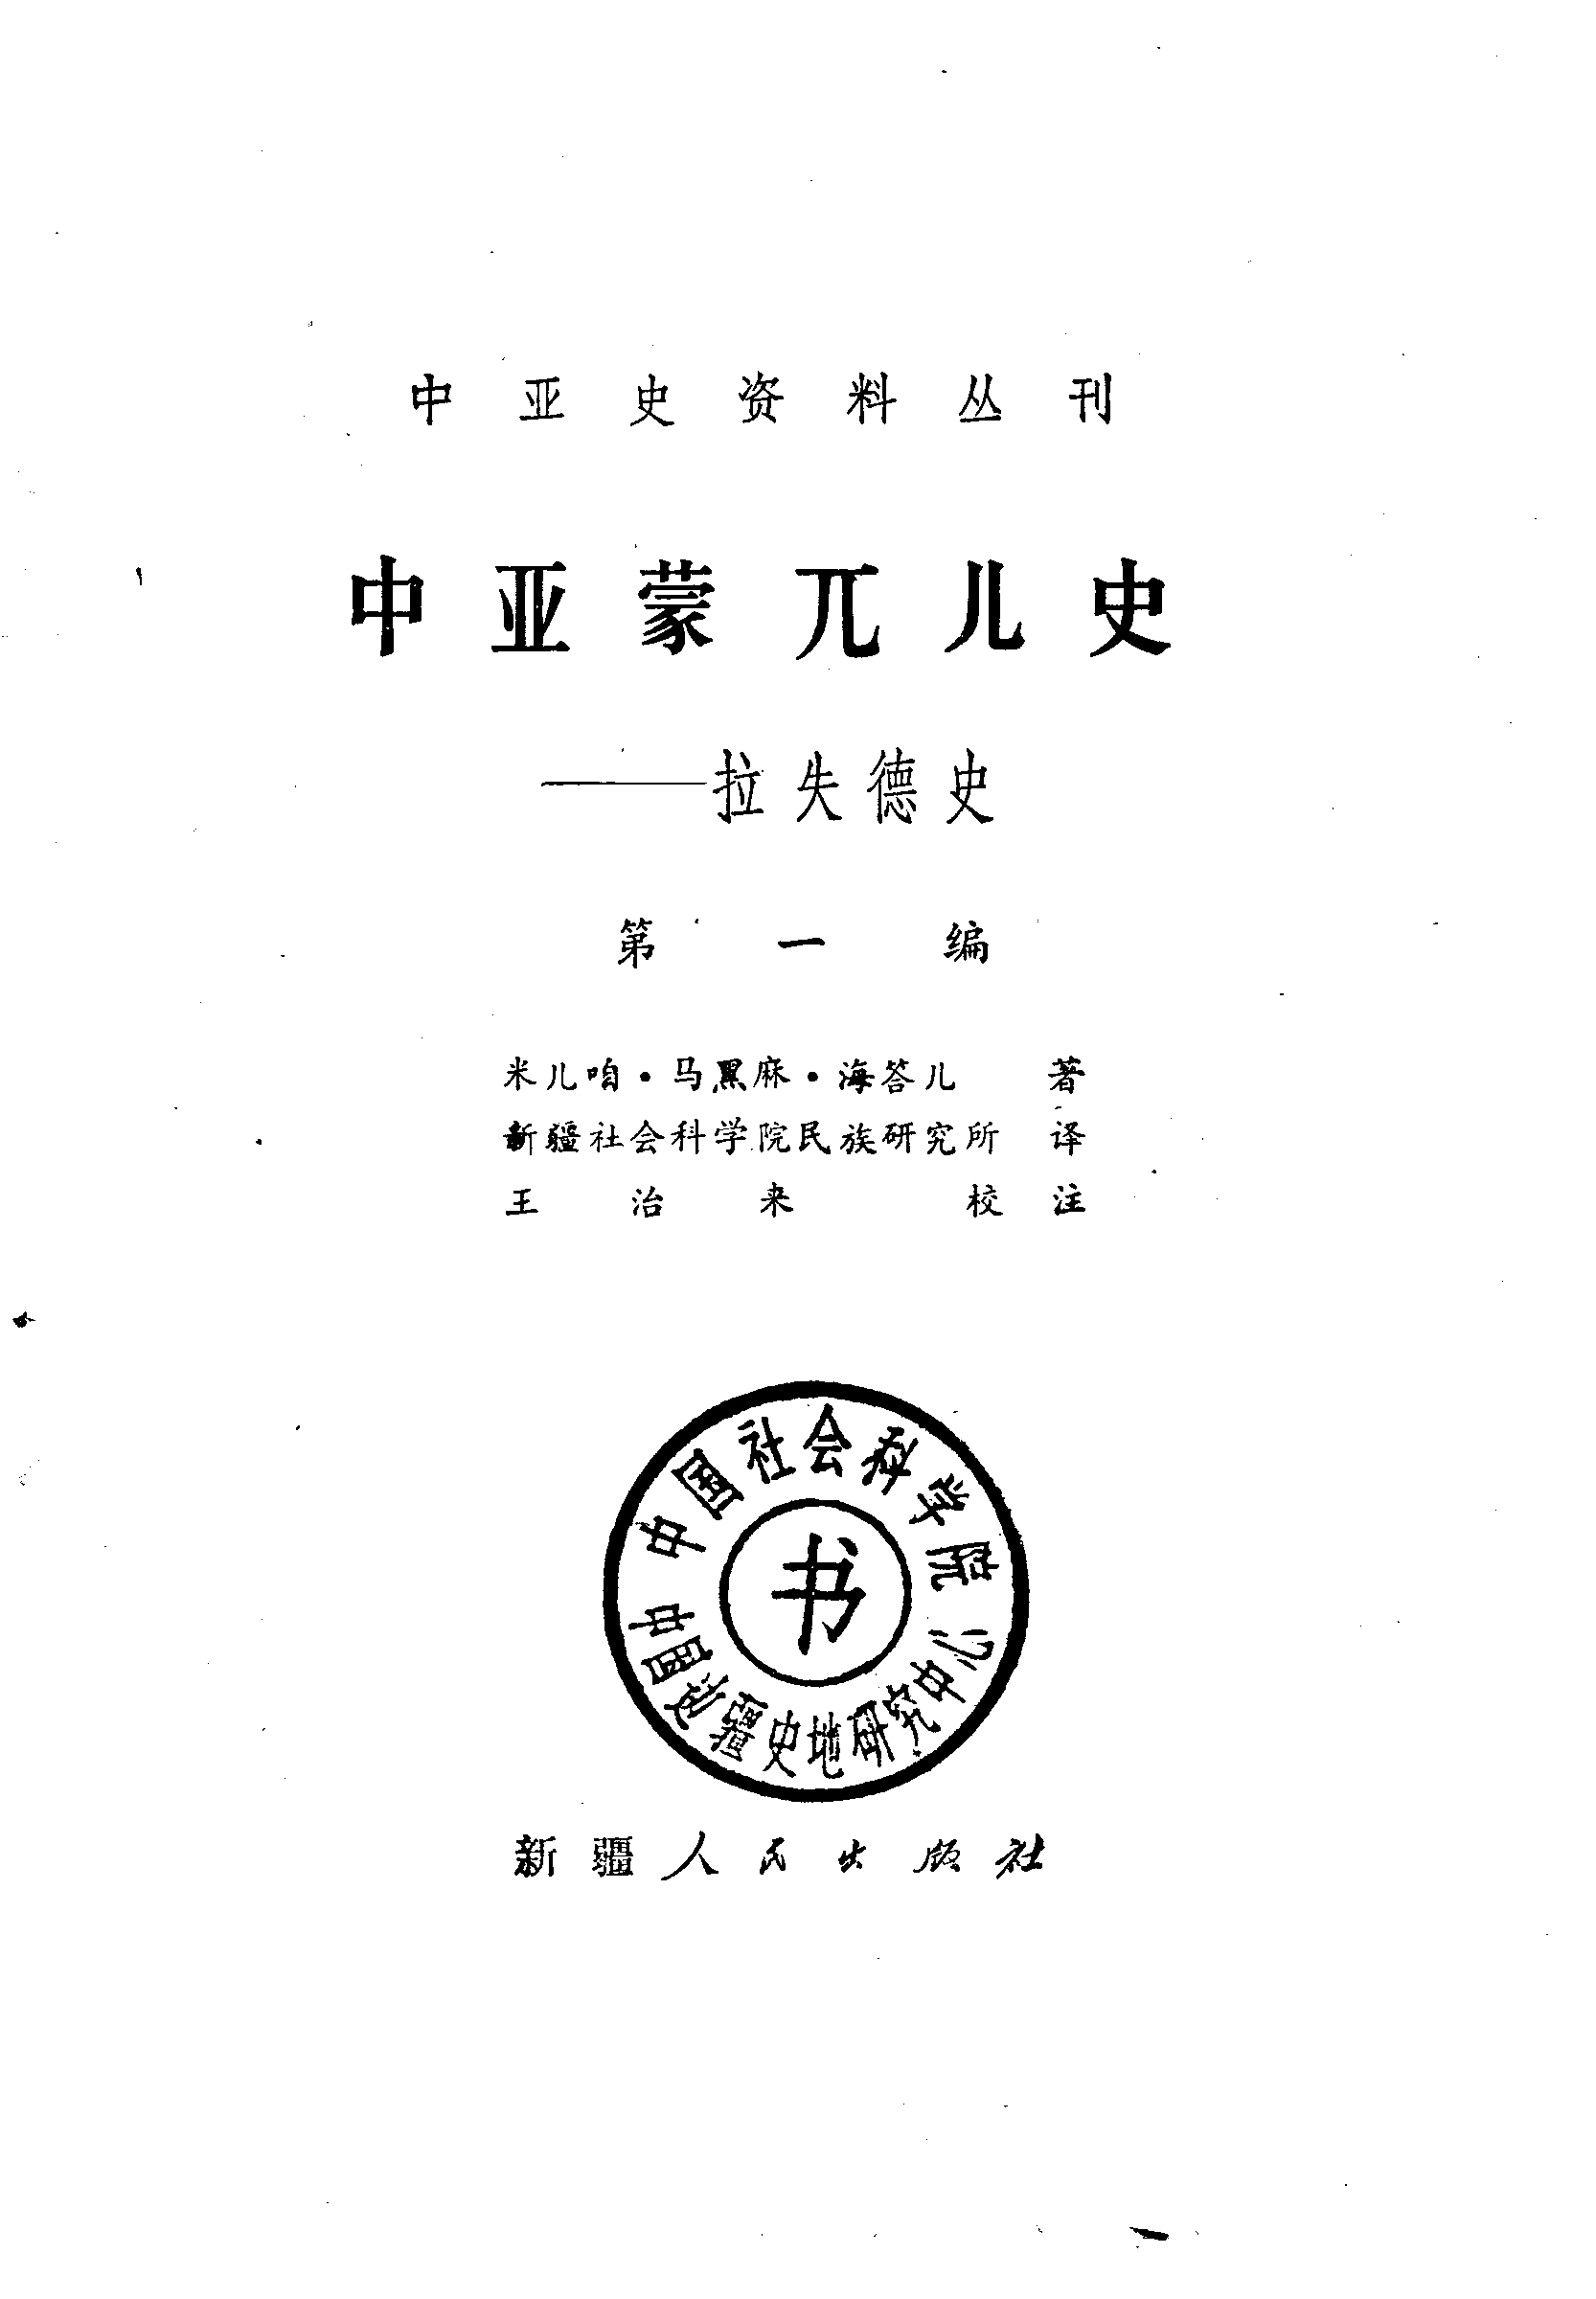 中亚史资料丛刊
中亚蒙兀儿史
——拉失德史
第一编
米儿咱·马黑麻·海答儿 著
新疆社会科学院民族研究所 译
王治来 校注
中国社会科学院
书
中国边疆史地研究中心
新疆人民出版社